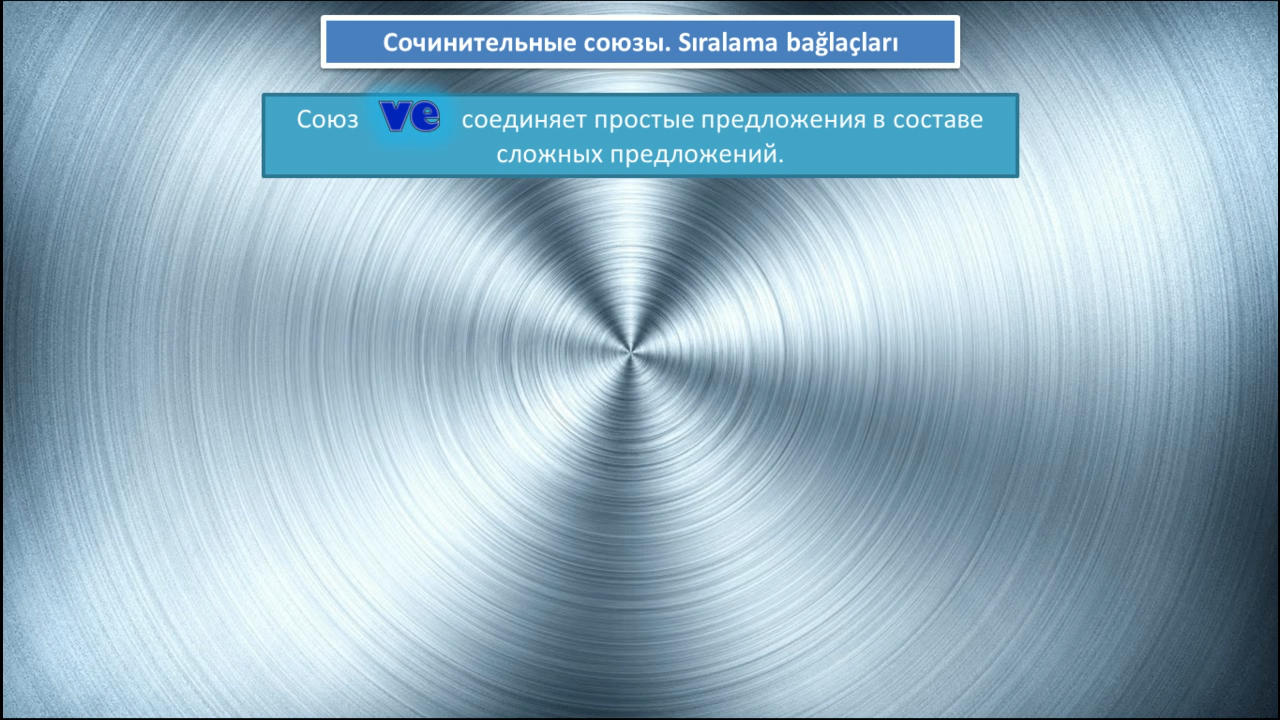 Сочинительные союзы. Sıralama bağlaçları
Союз ve соединяет простые предложения в составе
сложных предложений.